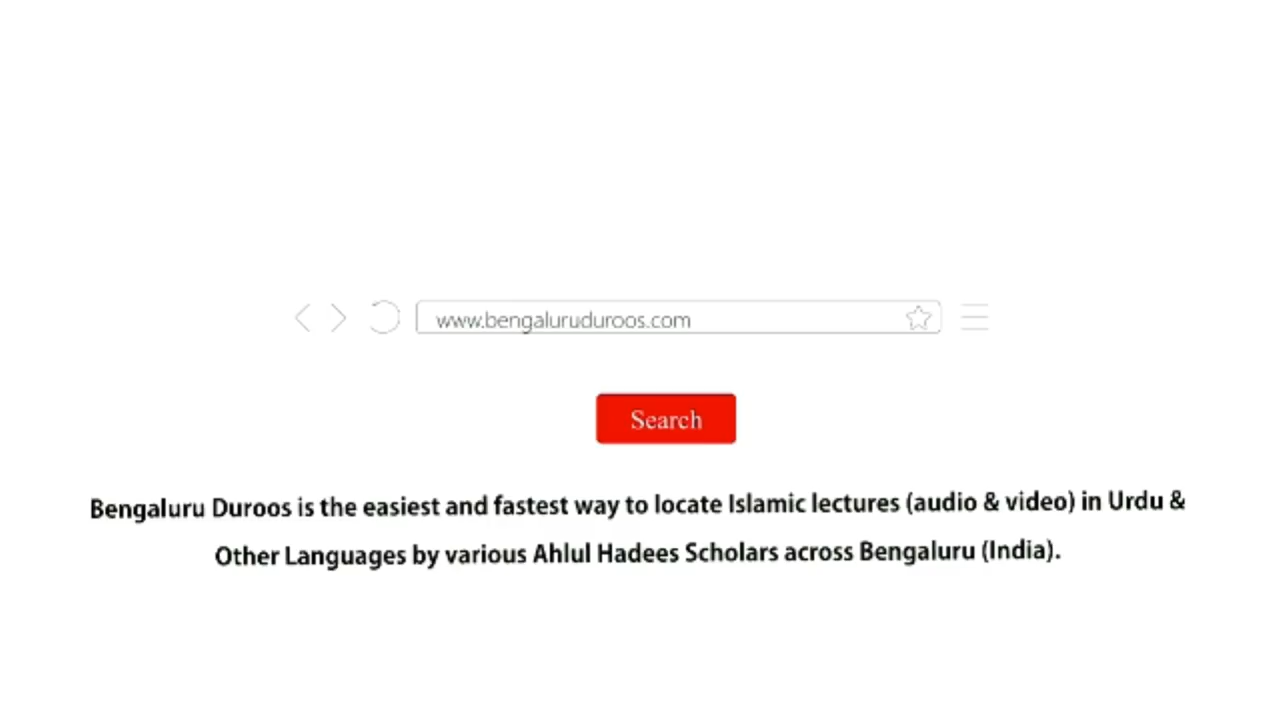 www.bengaluruduroos.com
Search
Bengaluru Duroos is the easiest and fastest way to locate Islamic lectures (audio & video) in Urdu &
Other Languages by various Ahlul Hadees Scholars across Bengaluru (India).